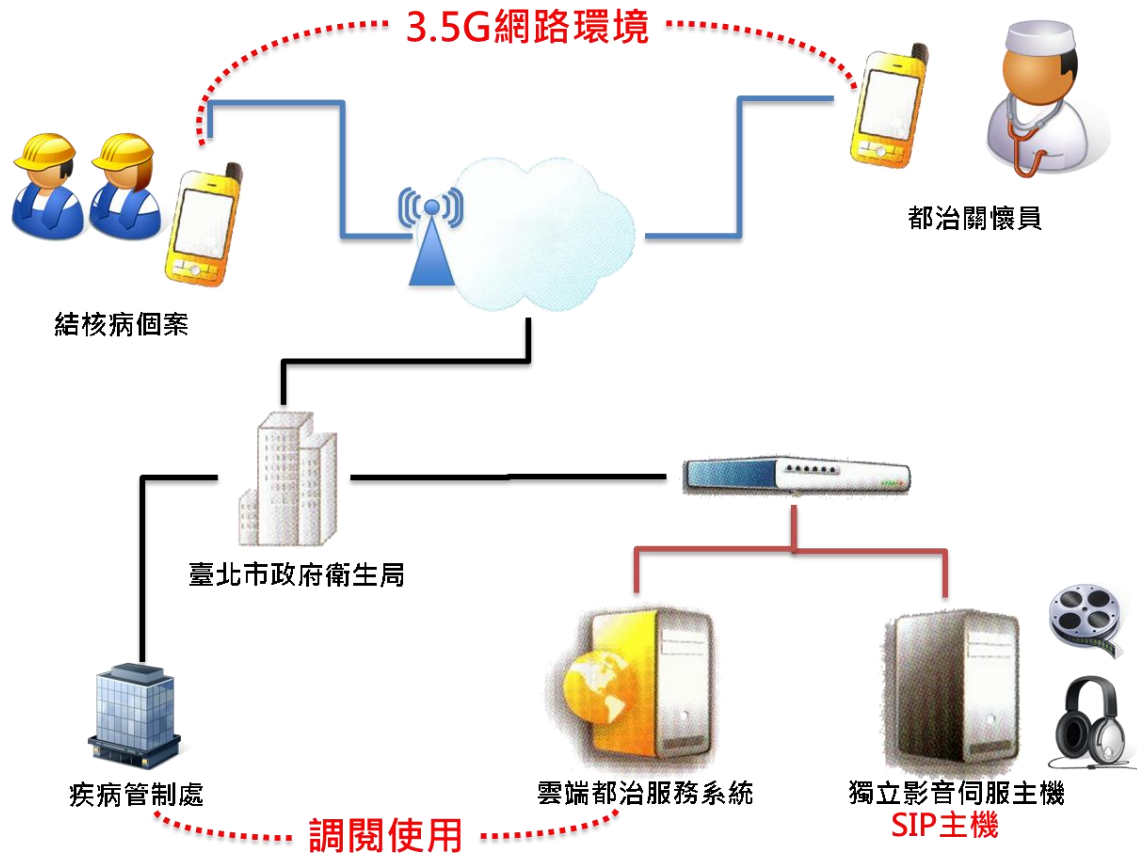 3.5G網路環境
都治關懷員
結核病個案
臺北市政府衛生局
疾病管制處
雲端都治服務系統
獨立影音伺服主機
SIP主機
調閱使用